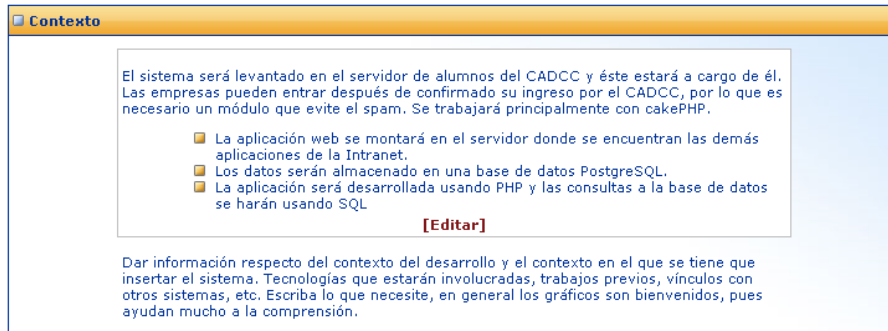 Contexto
El sistema será levantado en el servidor de alumnos del CADCC y éste estará a cargo de él.
Las empresas pueden entrar después de confirmado su ingreso por el CADCC, por lo que es
necesario un módulo que evite el spam. Se trabajará principalmente con cakePHP.
La aplicación web se montará en el servidor donde se encuentran las demás
aplicaciones de la Intranet.
Los datos serán almacenado en una base de datos PostgreSQL.
La aplicación será desarrollada usando PHP y las consultas a la base de datos
se harán usando SQL
[Editar]
Dar información respecto del contexto del desarrollo y el contexto en el que se tiene que
insertar el sistema. Tecnologías que estarán involucradas, trabajos previos, vínculos con
otros sistemas, etc. Escriba lo que necesite, en general los gráficos son bienvenidos, pues
ayudan mucho a la comprensión.